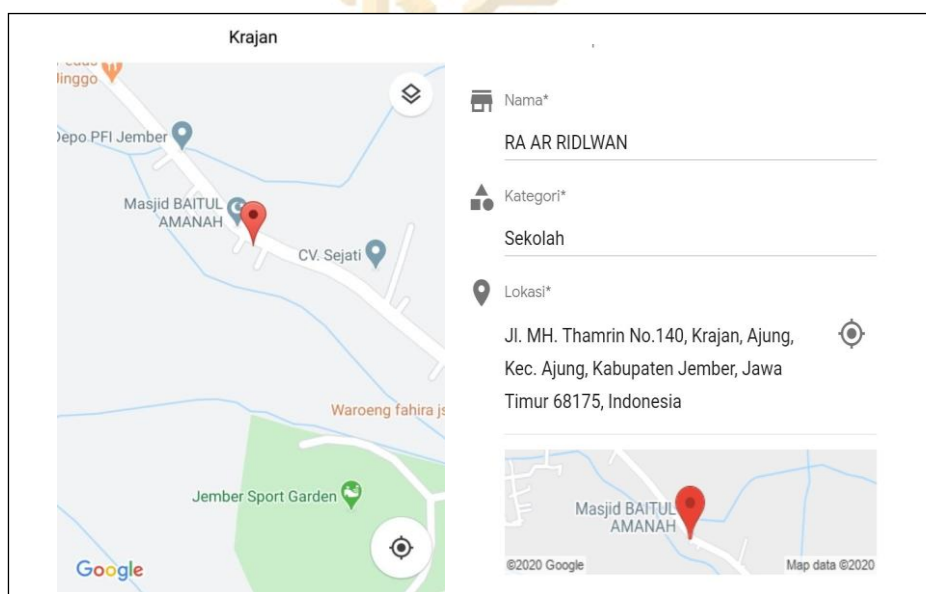 Krajan
Jinggo
Depo PFI Jember
Masjid BAITUL
AMANAH
CV. Sejati
Waroeng fahira js
Jember Sport Garden
Google
Nama*
RA AR RIDLWAN
Kategori*
Sekolah
Lokasi*
Jl. MH. Thamrin No.140, Krajan, Ajung,
Kec. Ajung, Kabupaten Jember, Jawa
Timur 68175, Indonesia
Masjid BAITUL
AMANAH
©2020 Google
Map data ©2020